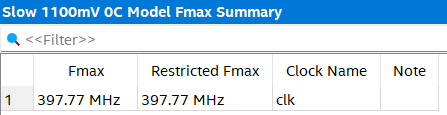 Slow 1100mV 0C Model Fmax Summary
<<Filter>>
Fmax Restricted Fmax Clock Name Note
1 397.77 MHz 397.77 MHz clk